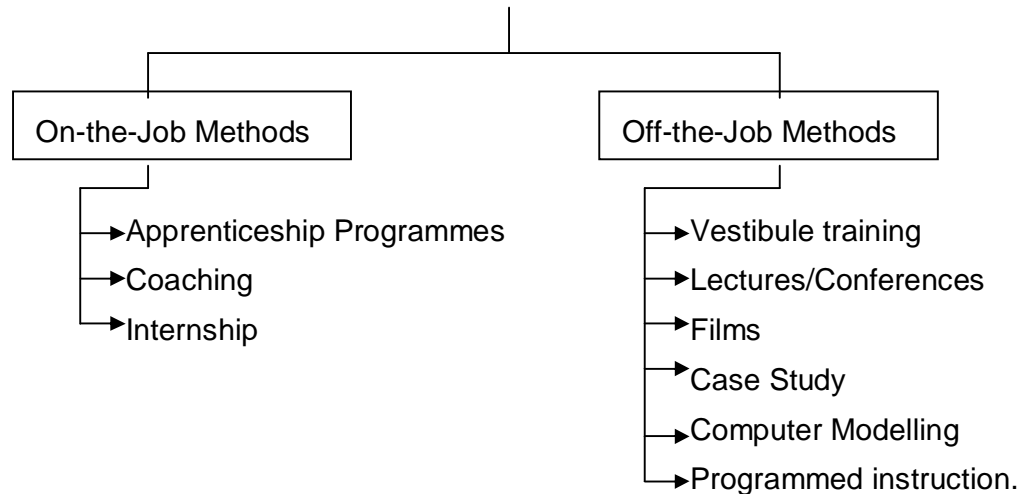 On-the-Job Methods
Apprenticeship Programmes
Coaching
Internship
Off-the-Job Methods
Vestibule training
Lectures/Conferences
Films
Case Study
Computer Modelling
Programmed instruction.